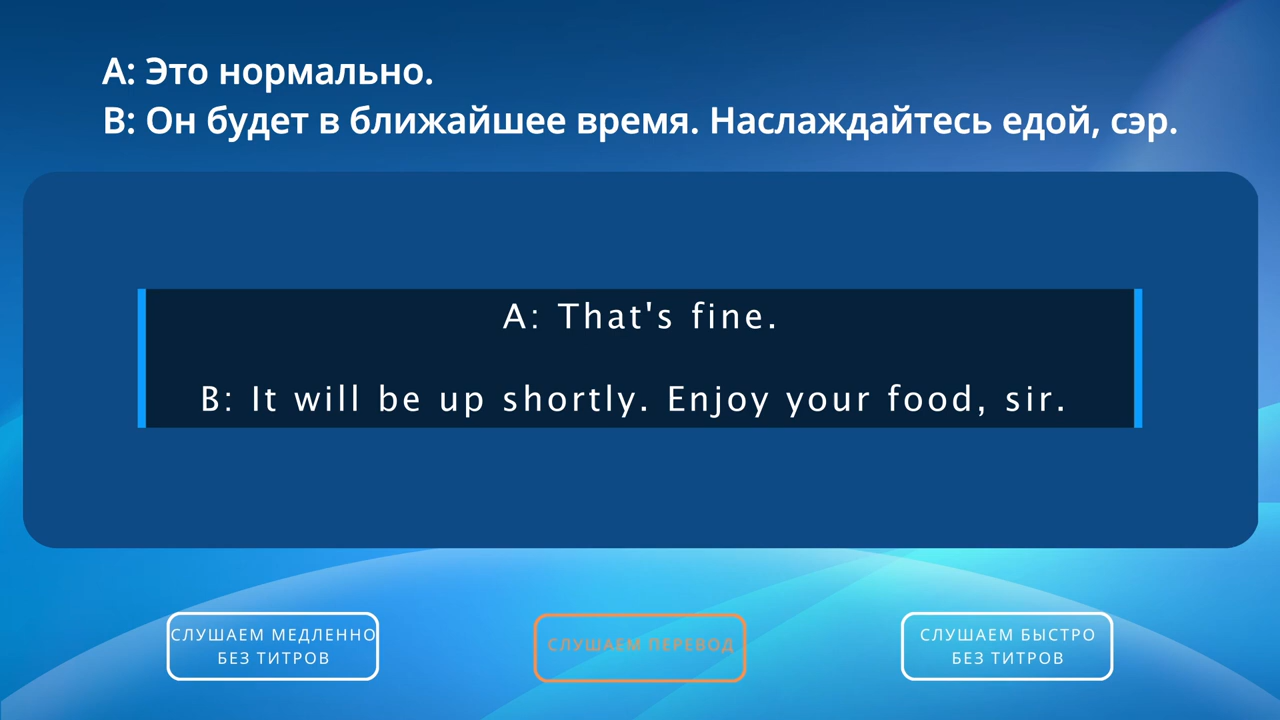 А: Это нормально.
В: Он будет в ближайшее время. Наслаждайтесь едой, сэр.
A: That's fine.
B: It will be up shortly. Enjoy your food, sir.
СЛУШАЕМ МЕДЛЕННО
БЕЗ ТИТРОВ
СЛУШАЕМ ПЕРЕВОД
СЛУШАЕМ БЫСТРО
БЕЗ ТИТРОВ